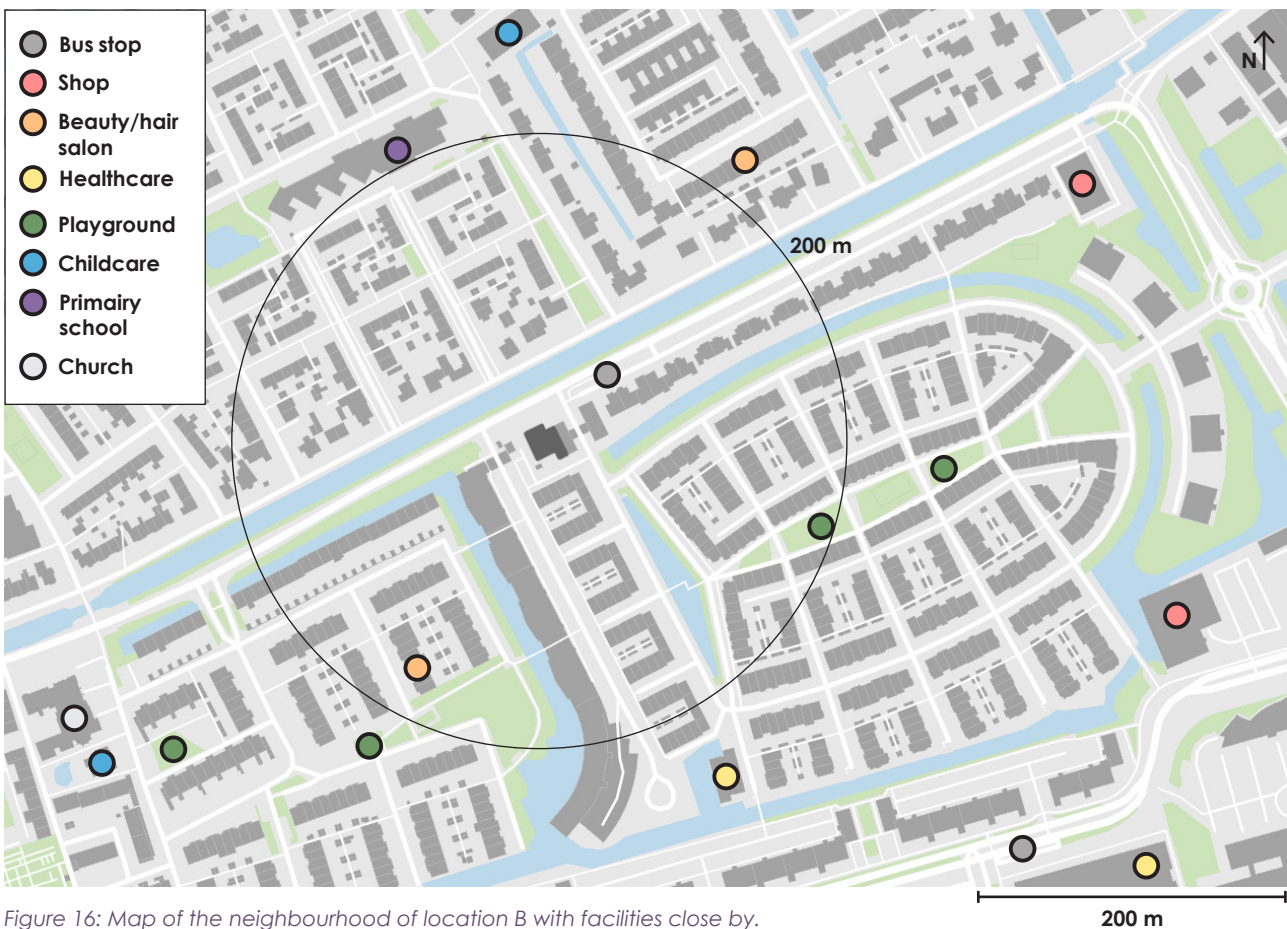 Bus stop
Shop
Beauty/hair
salon
Healthcare
Playground
Childcare
Primairy
school
Church
N
200 m
Figure 16: Map of the neighbourhood of location B with facilities close by.
200 m